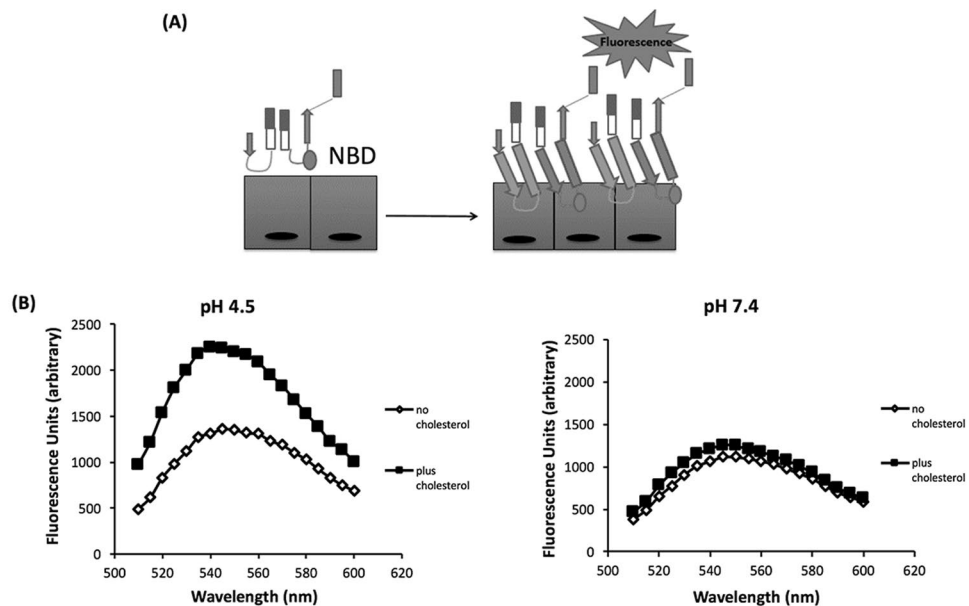 (A)
Fluorescence
NBD
(B)
pH 4.5
Fluorescence Units (arbitrary)
2500
2000
1500
1000
500
0
500 520 540 560 580 600 620
Wavelength (nm)
no
cholesterol
plus
cholesterol
pH 7.4
Fluorescence Units (arbitrary)
2500
2000
1500
1000
500
0
500 520 540 560 580 600 620
Wavelength (nm)
no
cholesterol
plus
cholesterol